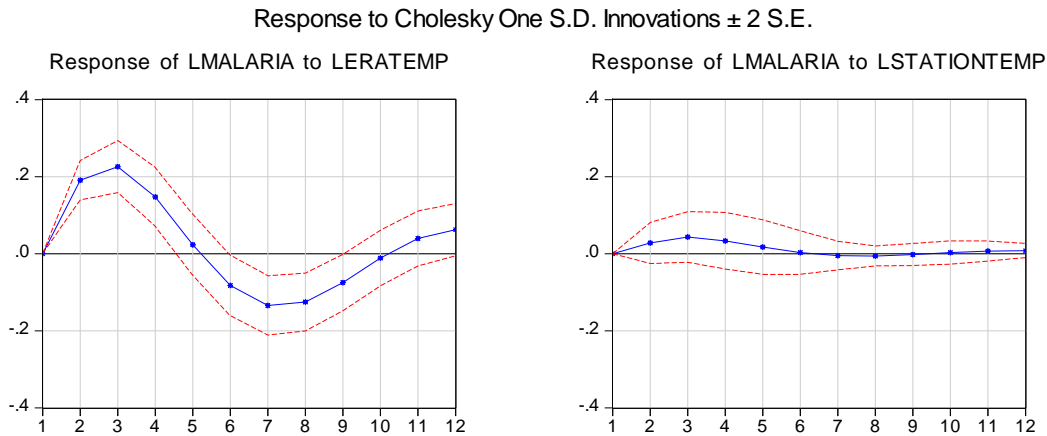 Response to Cholesky One S.D. Innovations ± 2 S.E.
Response of LMALARIA to LERATEMP
.4
.2
.0
-.2
-.4
1 2 3 4 5 6 7 8 9 10 11 12
Response of LMALARIA to LSTATIONTEMP
.4
.2
.0
-.2
-.4
1 2 3 4 5 6 7 8 9 10 11 12